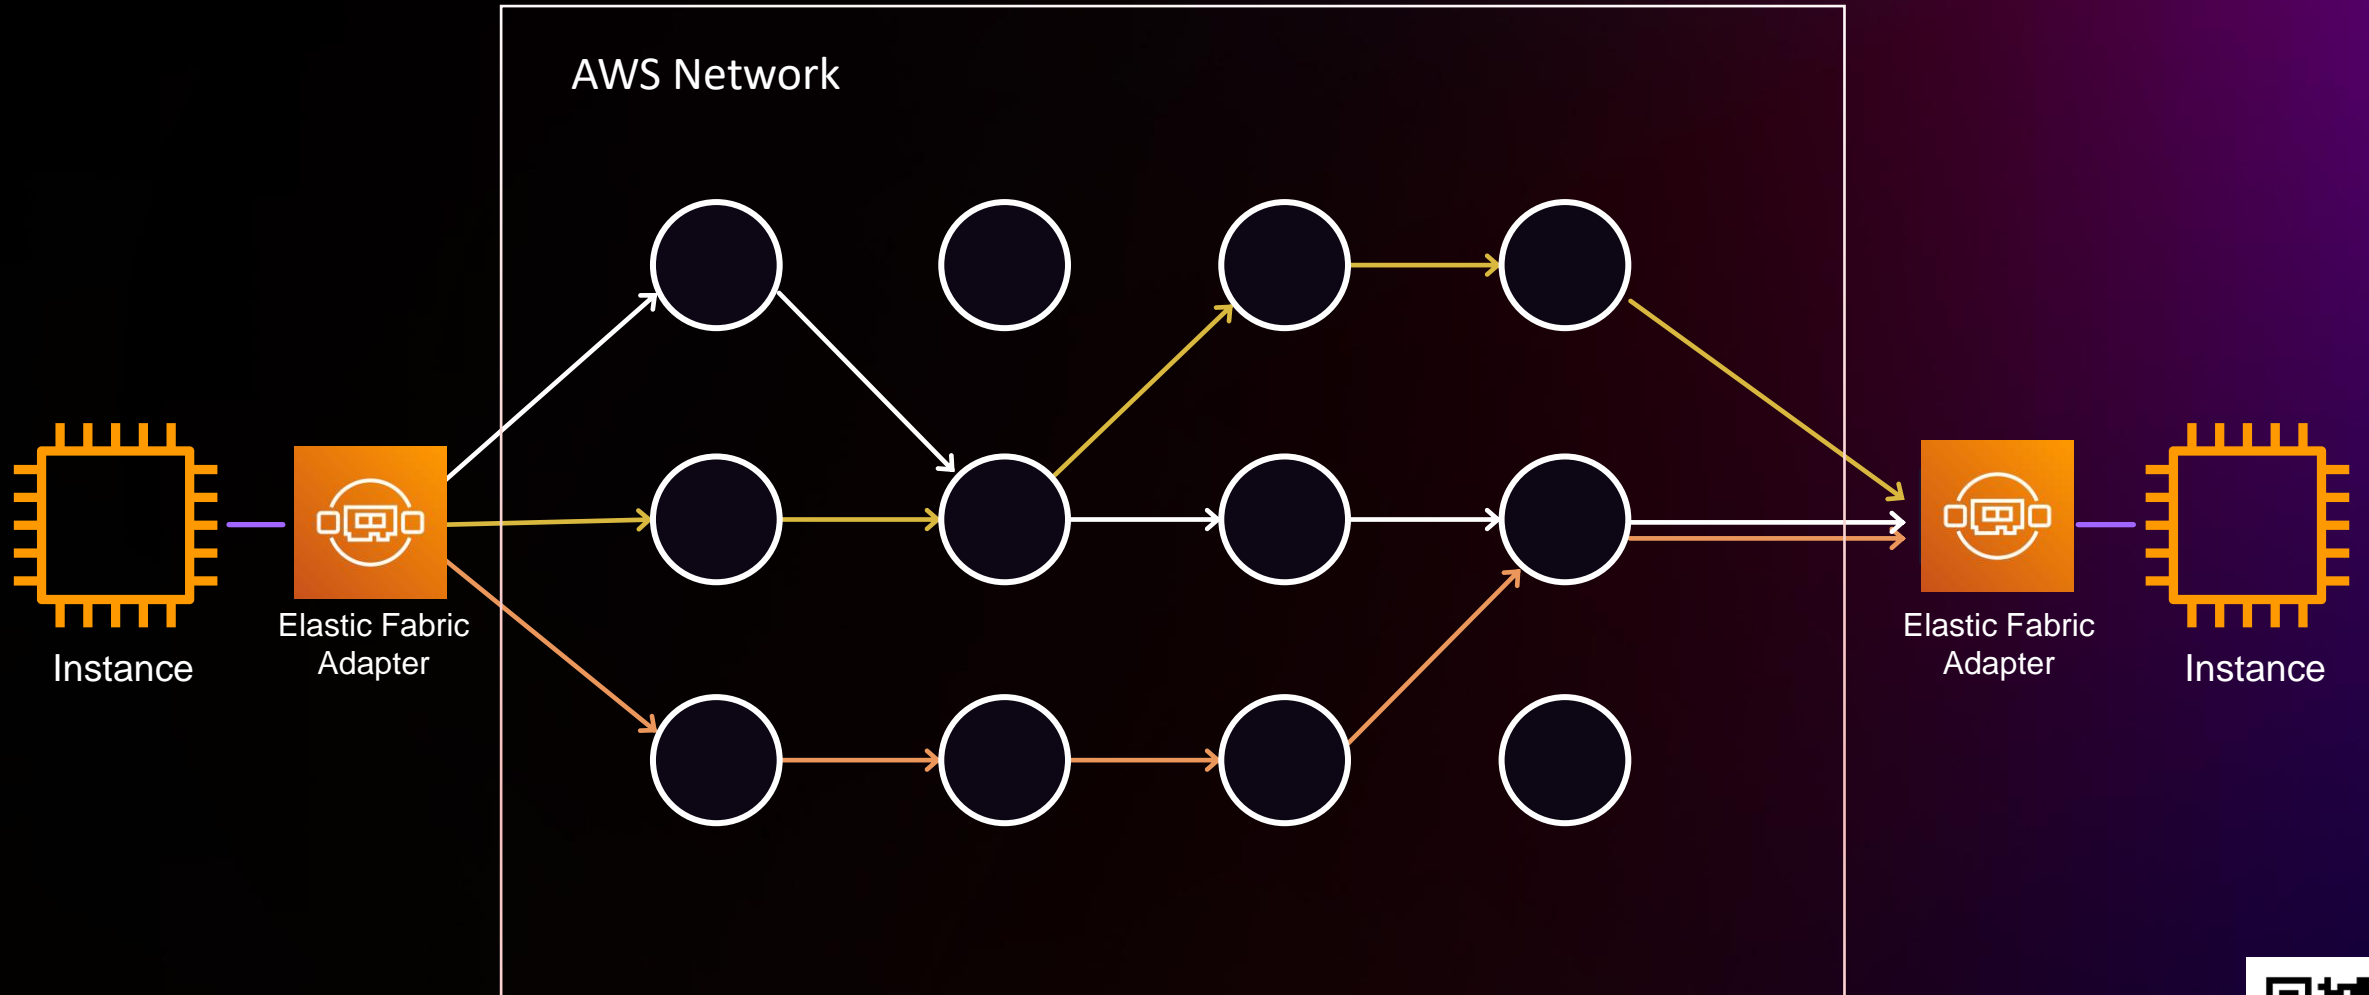 AWS Network
Elastic Fabric
Adapter
Instance
Elastic Fabric
Adapter
Instance